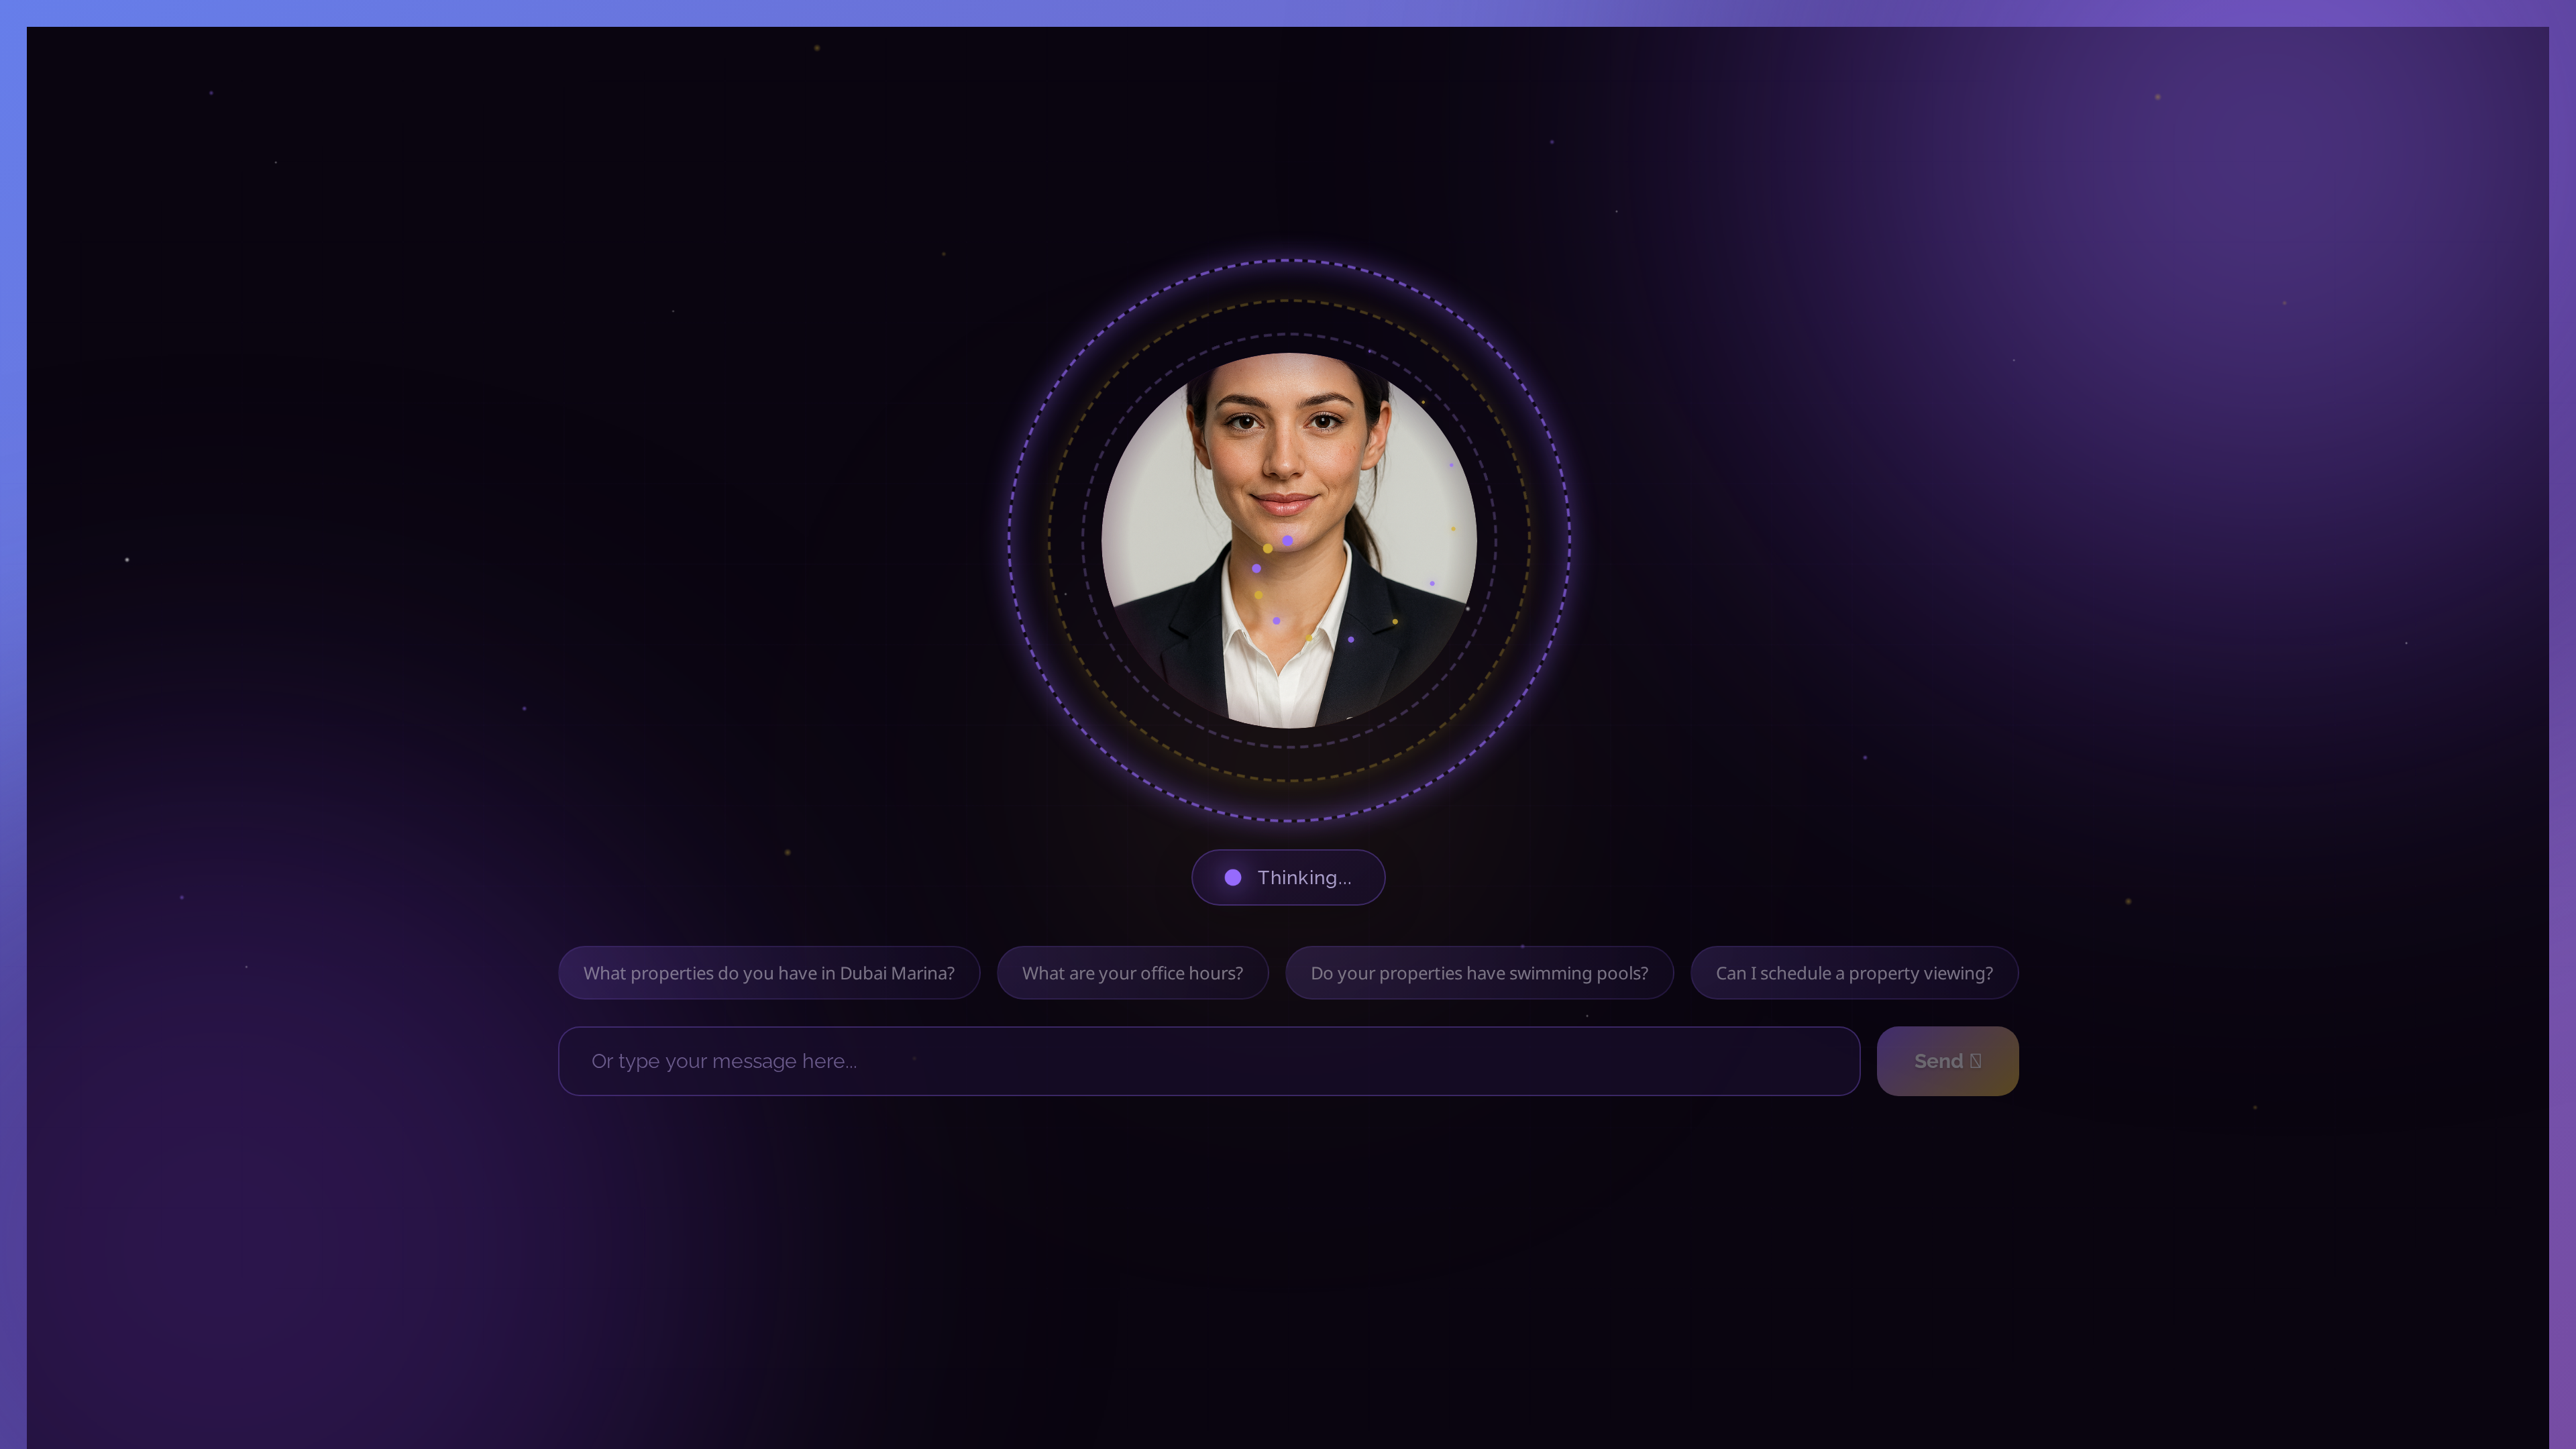 Thinking...
What properties do you have in Dubai Marina?
What are your office hours?
Do your properties have swimming pools?
Can I schedule a property viewing?
Or type your message here...
Send